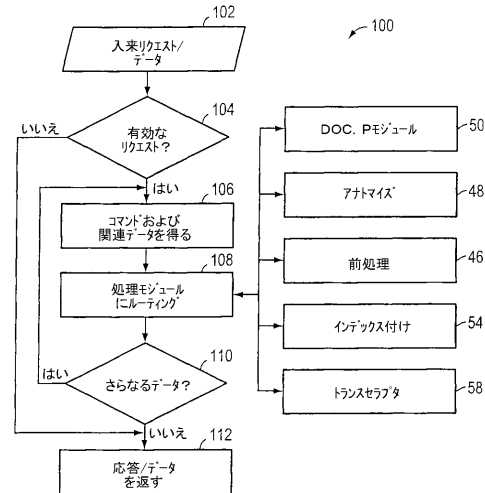 102
100
入来リクエスト/
データ
104
いいえ
有効な
リクエスト?
DOC. Pモジュール
50
はい
106
アナトマイズ
48
コマンドおよび
関連データを得る
108
前処理
46
処理モジュール
にルーティング
インデックス付け
54
110
はい
さらなるデータ?
トランスセラプタ
58
いいえ
112
応答/データ
を返す